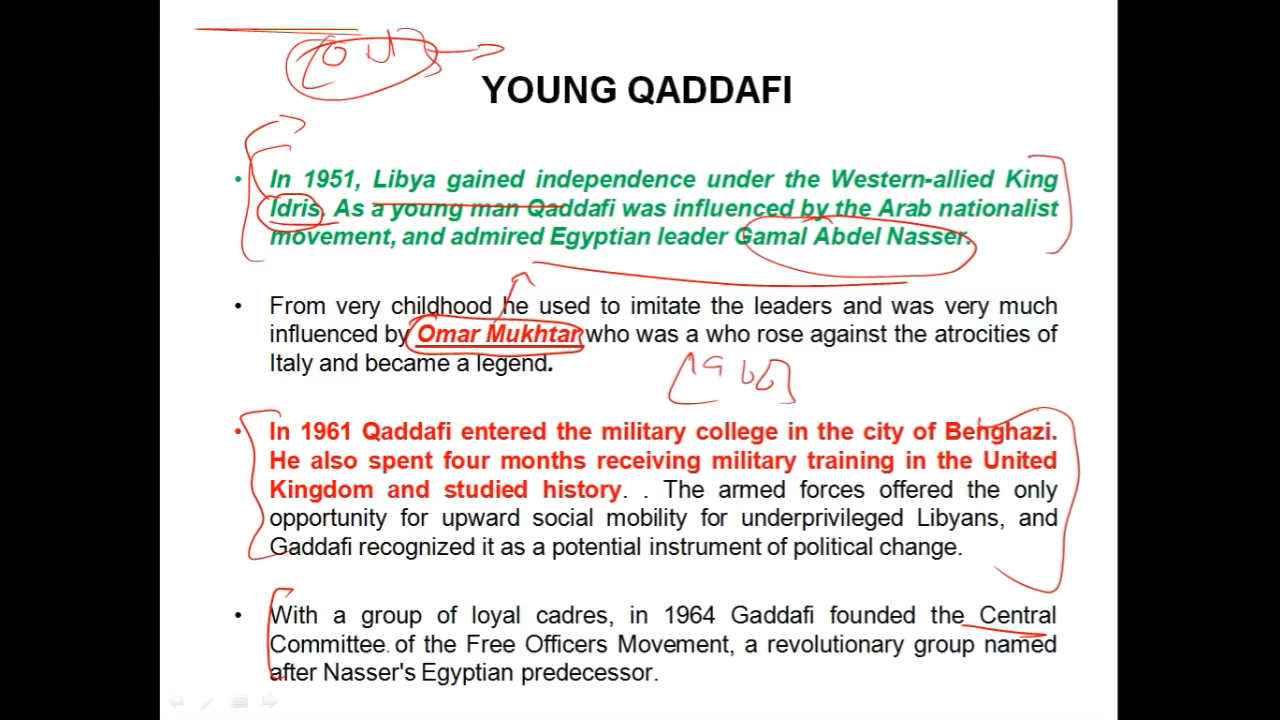 YOUNG QADDAFI
• In 1951, Libya gained independence under the Western-allied King
Idris. As a young man Qaddafi was influenced by the Arab nationalist
movement, and admired Egyptian leader Gamal Abdel Nasser.
• From very childhood he used to imitate the leaders and was very much
influenced by Omar Mukhtar who was a who rose against the atrocities of
Italy and became a legend.
• In 1961 Qaddafi entered the military college in the city of Benghazi.
He also spent four months receiving military training in the United
Kingdom and studied history. . The armed forces offered the only
opportunity for upward social mobility for underprivileged Libyans, and
Gaddafi recognized it as a potential instrument of political change.
• With a group of loyal cadres, in 1964 Gaddafi founded the Central
Committee of the Free Officers Movement, a revolutionary group named
after Nasser's Egyptian predecessor.